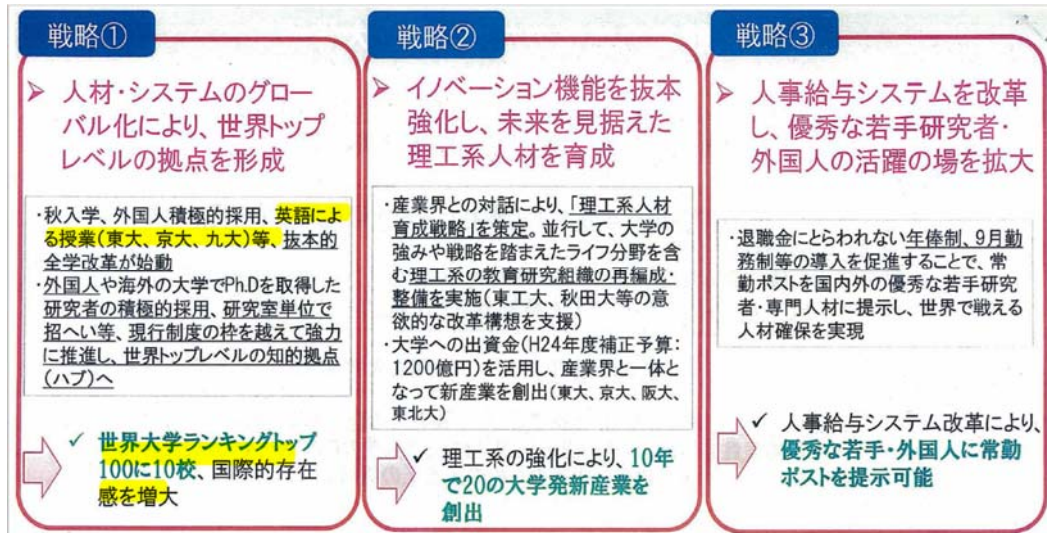 戦略①
➢ 人材・システムのグロー
バル化により、世界トップ
レベルの拠点を形成
・秋入学、外国人積極的採用、英語によ
る授業(東大、京大、九大)等、抜本的
全学改革が始動
・外国人や海外の大学でPh.Dを取得した
研究者の積極的採用、研究室単位で
招へい等、現行制度の枠を越えて強力
に推進し、世界トップレベルの知的拠点
(ハブ)へ
✓ 世界大学ランキングトップ
100に10校、国際的存在
感を増大
戦略②
➢ イノベーション機能を抜本
強化し、未来を見据えた
理工系人材を育成
・産業界との対話により、「理工系人材
育成戦略」を策定。並行して、大学の
強みや戦略を踏まえたライフ分野を含
む理工系の教育研究組織の再編成・
整備を実施(東工大、秋田大等の意
欲的な改革構想を支援)
・大学への出資金(H24年度補正予算:
1200億円)を活用し、産業界と一体と
なって新産業を創出(東大、京大、阪大、
東北大)
✓ 理工系の強化により、10年
で20の大学発新産業を
創出
戦略③
➢ 人事給与システムを改革
し、優秀な若手研究者・
外国人の活躍の場を拡大
・退職金にとらわれない年俸制、9月勤
務制等の導入を促進することで、常
勤ポストを国内外の優秀な若手研究
者・専門人材に提示し、世界で戦える
人材確保を実現
✓ 人事給与システム改革により、
優秀な若手・外国人に常勤
ポストを提示可能